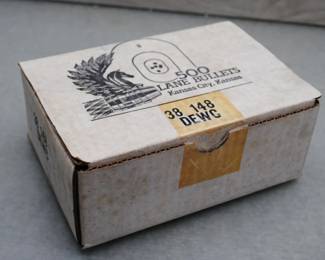 500
LANE BULLETS
Kansas City, Kansas
38 148
DEWC